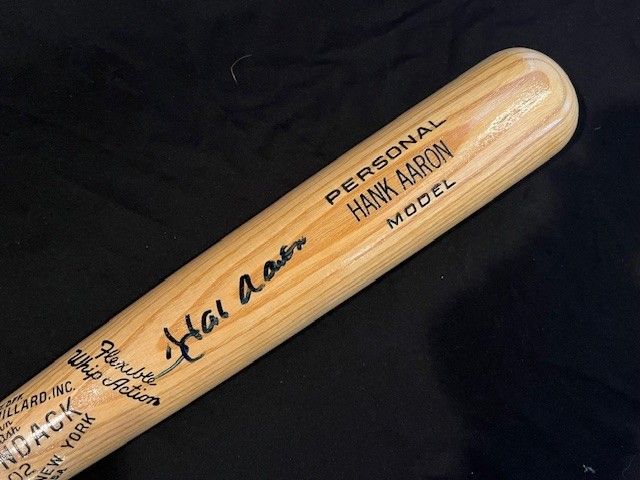 PERSONAL
HANK AARON
MODEL
Hank Aaron
Flexible
Whip Action
NEW YORK